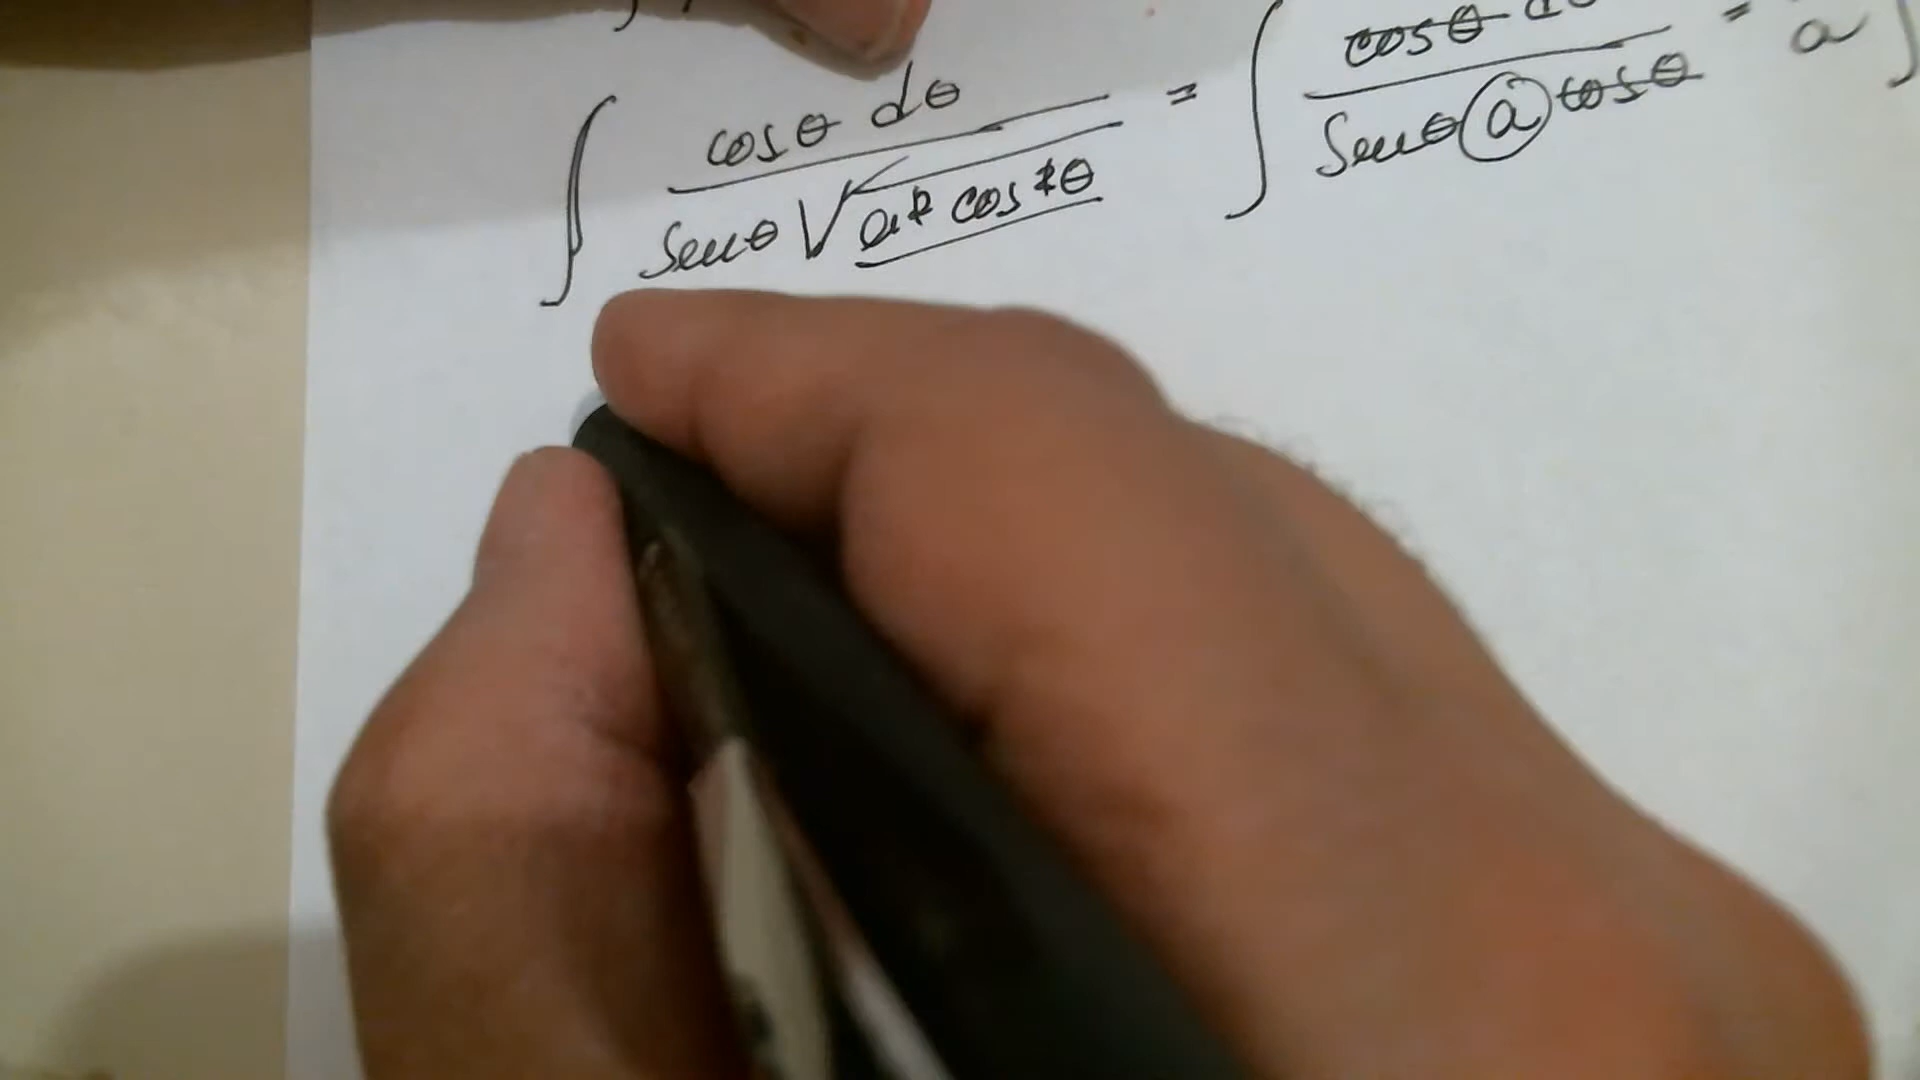 ∫ cosθ dθ / senθ √a² cos²θ = ∫ cosθ dθ / senθ a cosθ = / a ∫